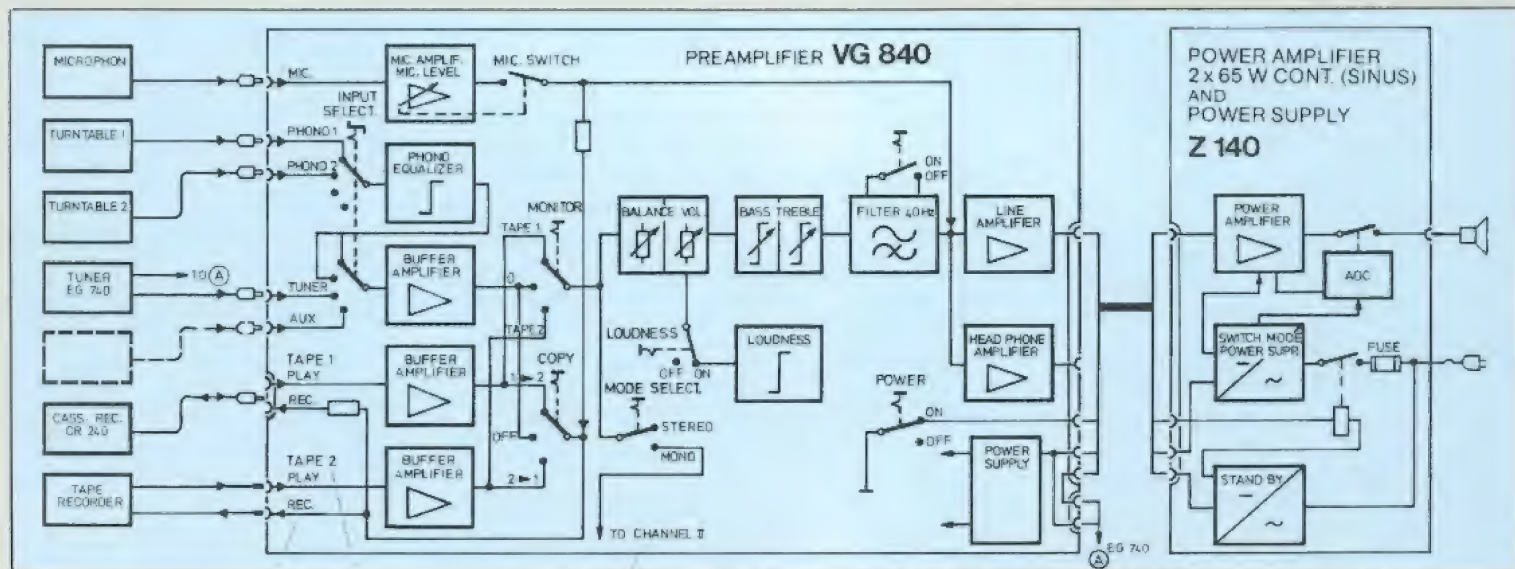 MICROPHON
TURNTABLE 1
TURNTABLE 2
TUNER
EG 740
TO A
CASS. REC.
CR 240
TAPE
RECORDER
PREAMPLIFIER VG 840
MIC.
MIC. AMPLIF.
MIC. LEVEL
MIC. SWITCH
INPUT
SELECT.
PHONO 1
PHONO 2
PHONO
EQUALIZER
TUNER
AUX
BUFFER
AMPLIFIER
TAPE 1
PLAY
REC.
BUFFER
AMPLIFIER
TAPE 2
PLAY
REC.
BUFFER
AMPLIFIER
MONITOR
TAPE 1
0
TAPE 2
COPY
1 ► 2
OFF
2 ► 1
BALANCE VOL.
BASS TREBLE
ON
OFF
FILTER 40Hz
LINE
AMPLIFIER
LOUDNESS
OFF ON
LOUDNESS
MODE SELECT.
STEREO
MONO
TO CHANNEL II
HEAD PHONE
AMPLIFIER
POWER
ON
OFF
POWER
SUPPLY
EG 740
A
POWER AMPLIFIER
2 x 65 W CONT. (SINUS)
AND
POWER SUPPLY
Z 140
POWER
AMPLIFIER
SWITCH MODE
POWER SUPP.
FUSE
STAND BY